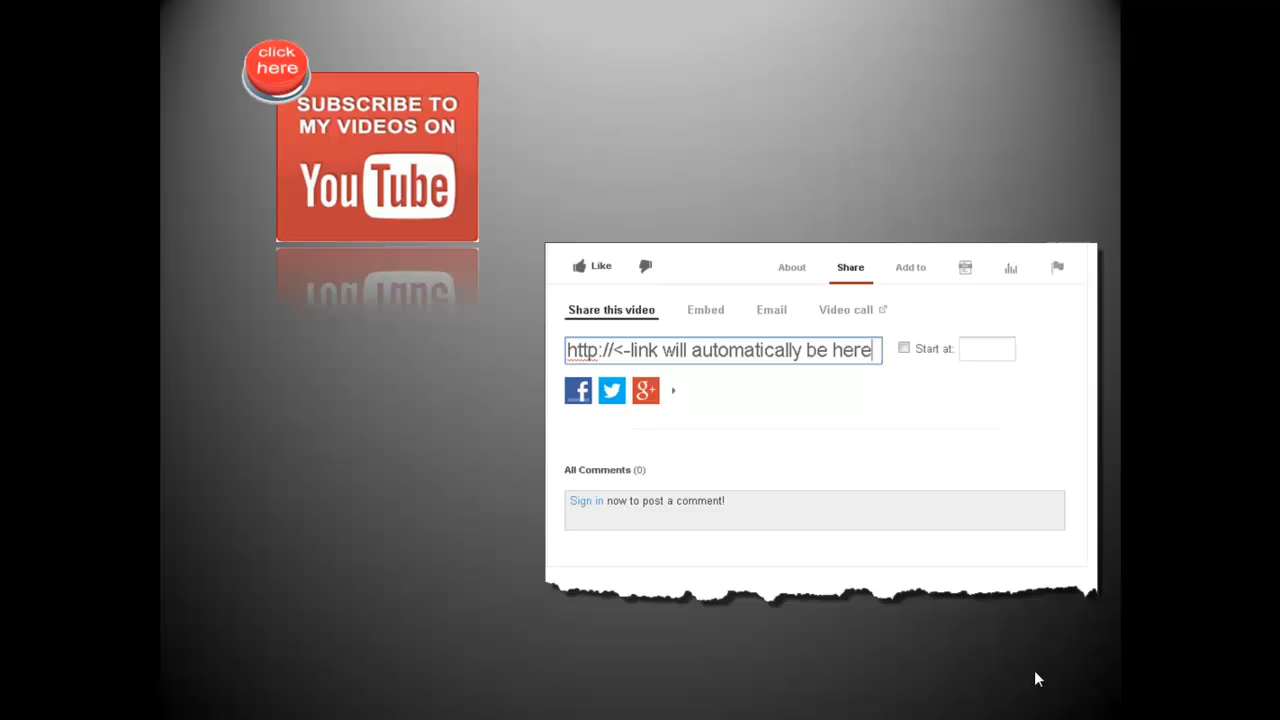 click
here
SUBSCRIBE TO
MY VIDEOS ON
YouTube
Like
About
Share
Add to
Share this video
Embed
Email
Video call
http://<-link will automatically be here
Start at:
f
g+
All Comments (0)
Sign in now to post a comment!